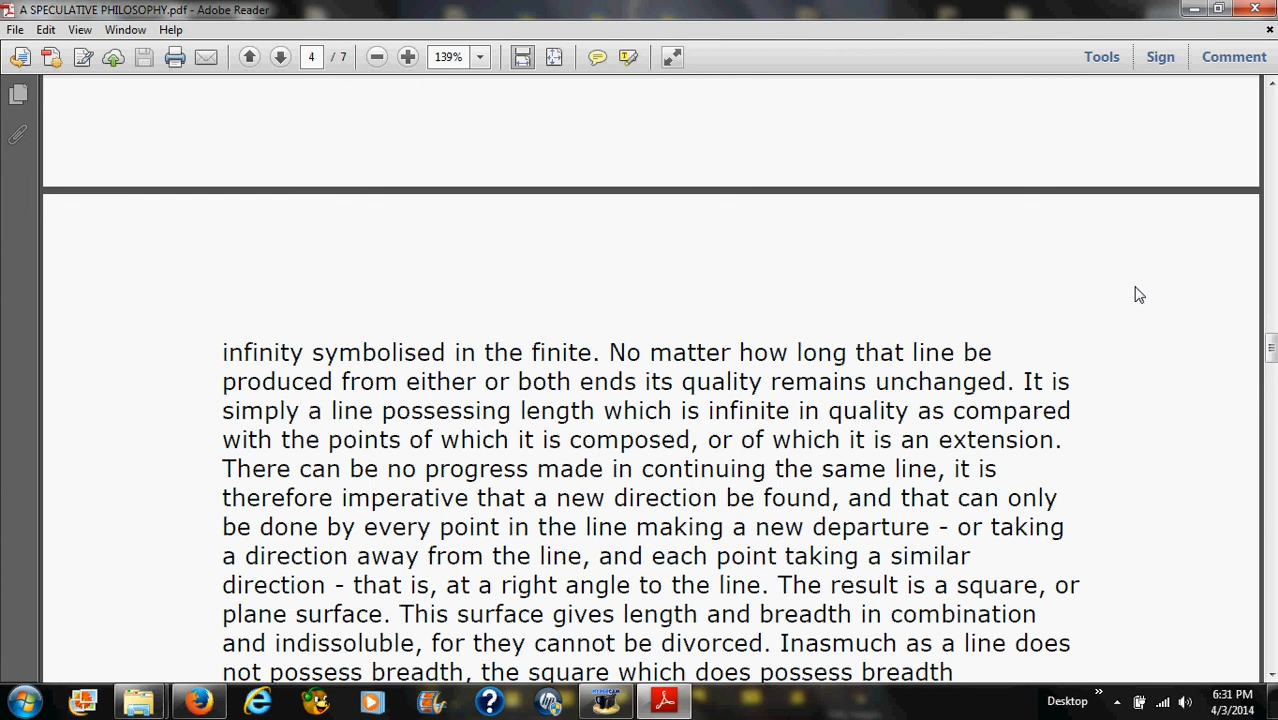 A SPECULATIVE PHILOSOPHY.pdf - Adobe Reader
File Edit View Window Help
4 / 7 139% Tools Sign Comment
infinity symbolised in the finite. No matter how long that line be
produced from either or both ends its quality remains unchanged. It is
simply a line possessing length which is infinite in quality as compared
with the points of which it is composed, or of which it is an extension.
There can be no progress made in continuing the same line, it is
therefore imperative that a new direction be found, and that can only
be done by every point in the line making a new departure - or taking
a direction away from the line, and each point taking a similar
direction - that is, at a right angle to the line. The result is a square, or
plane surface. This surface gives length and breadth in combination
and indissoluble, for they cannot be divorced. Inasmuch as a line does
not possess breadth, the square which does possess breadth
HYPERCAM
hp
Desktop
6:31 PM
4/3/2014